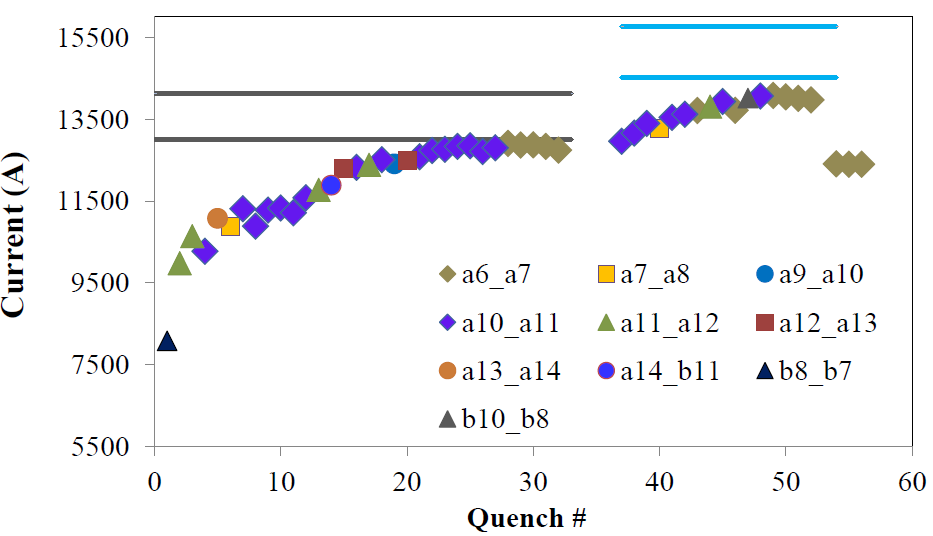 15500
13500
11500
9500
7500
5500
Current (A)
a6_a7 a7_a8 a9_a10
a10_a11 a11_a12 a12_a13
a13_a14 a14_b11 b8_b7
b10_b8
0 10 20 30 40 50 60
Quench #